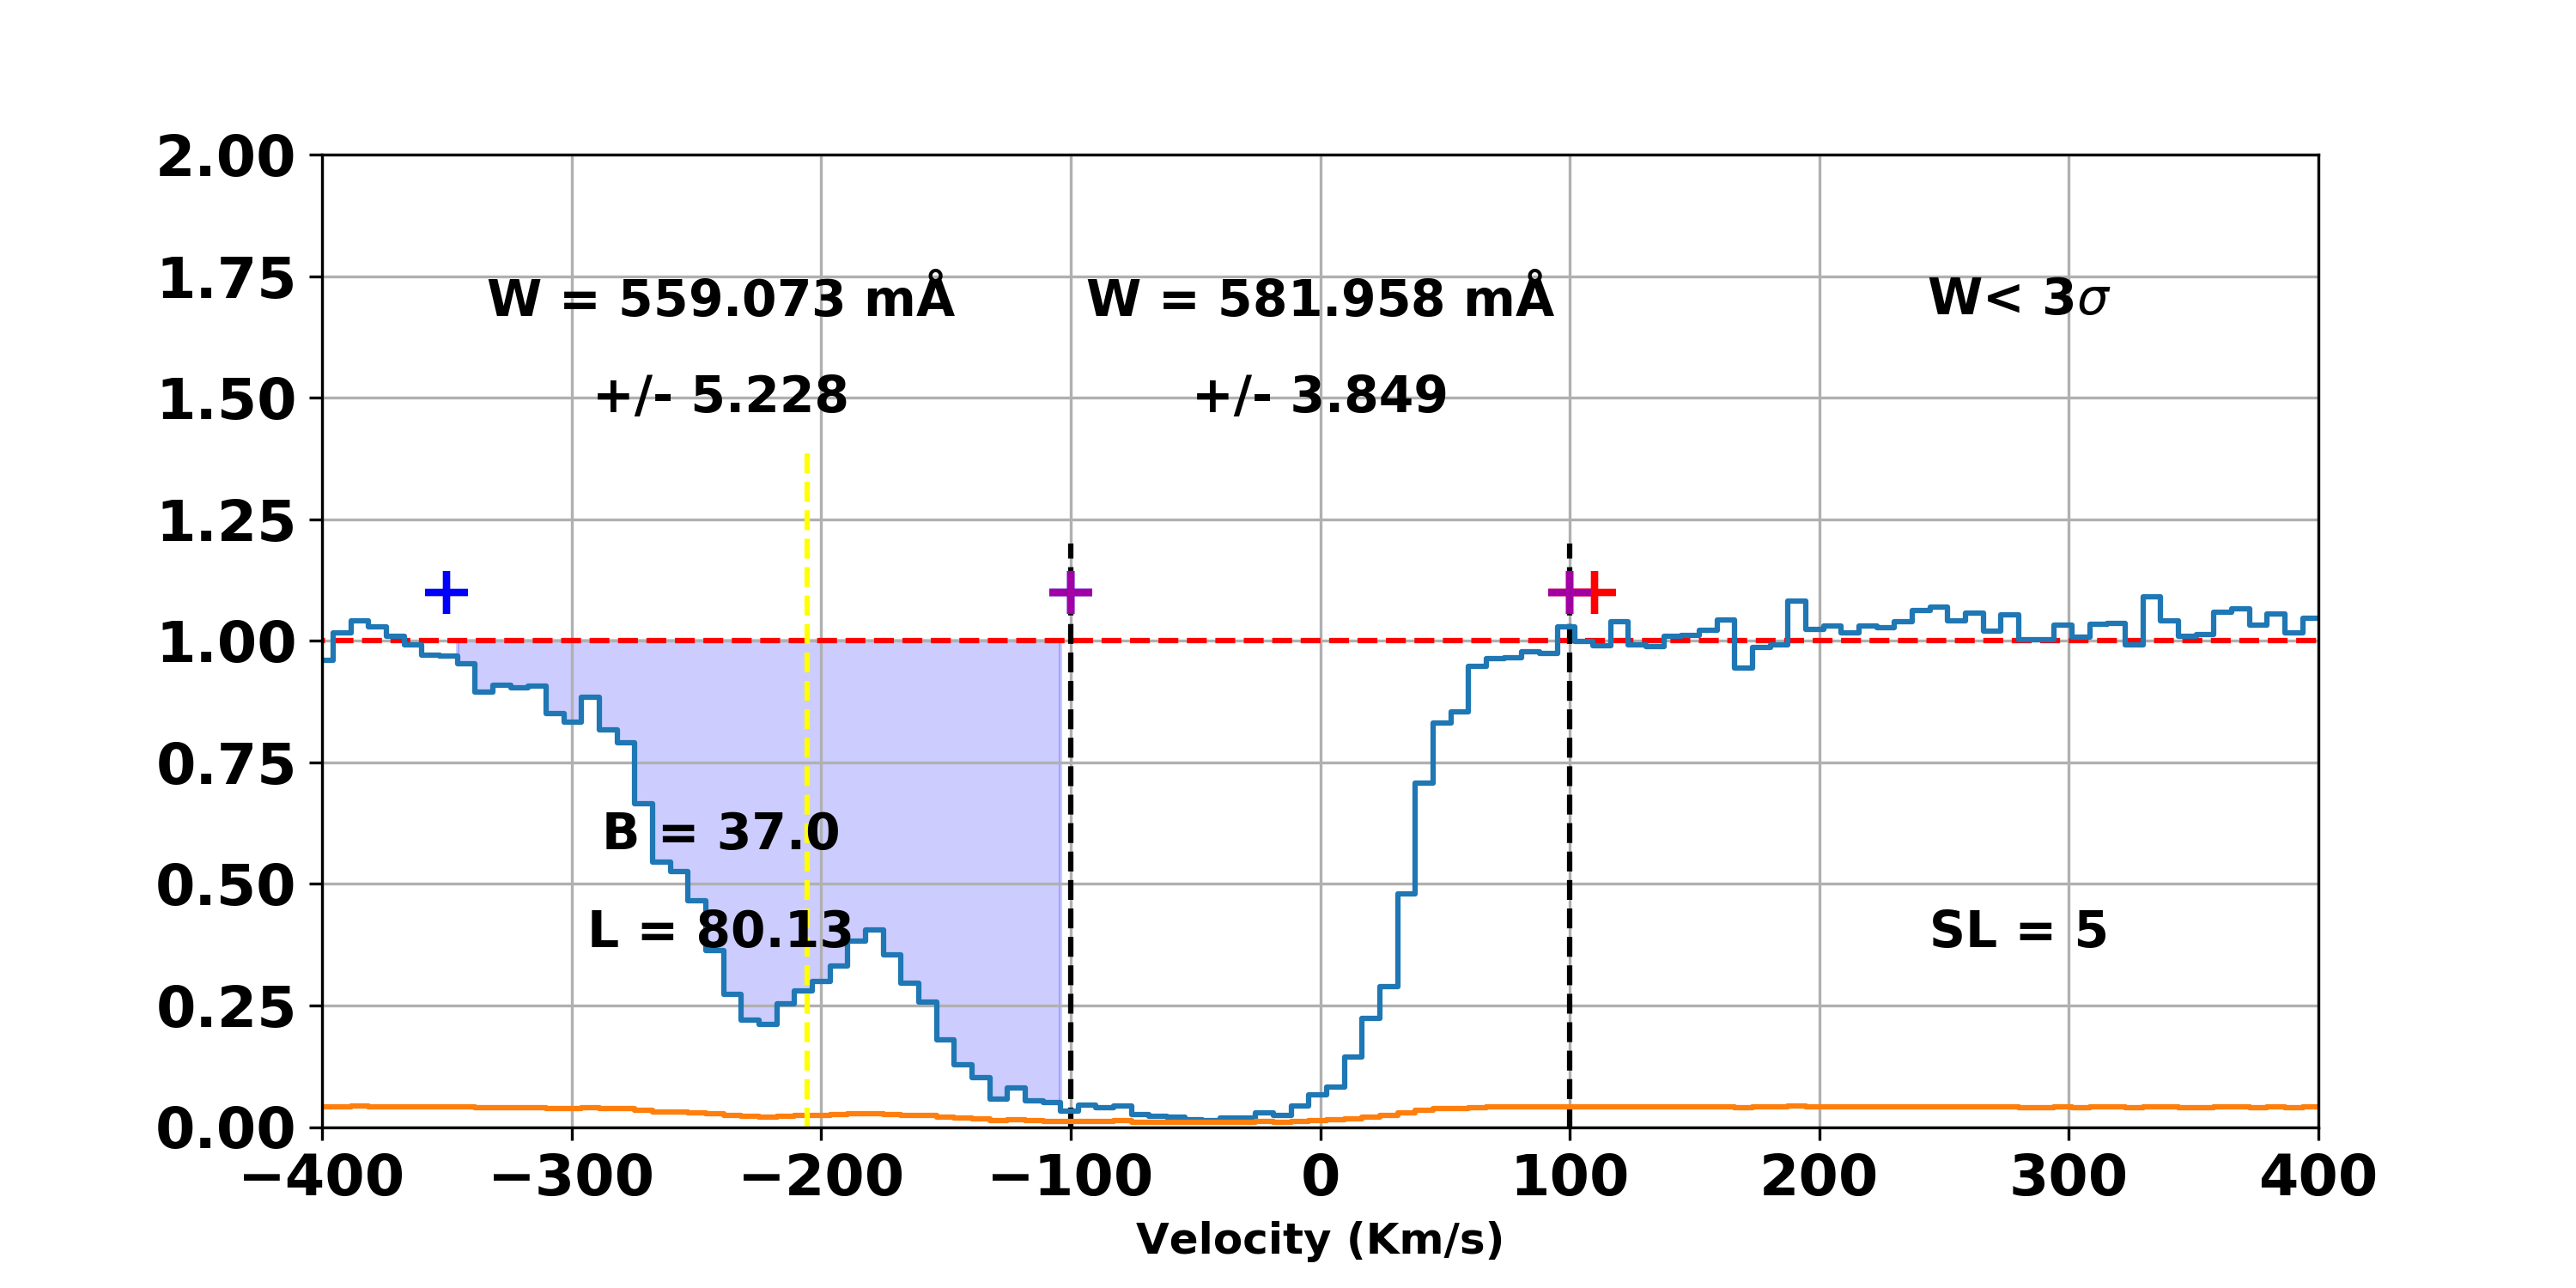 2.00
1.75
1.50
1.25
1.00
0.75
0.50
0.25
0.00
W = 559.073 mÅ
+/- 5.228
W = 581.958 mÅ
+/- 3.849
W< 3σ
B = 37.0
L = 80.13
SL = 5
−400 −300 −200 −100 0 100 200 300 400
Velocity (Km/s)